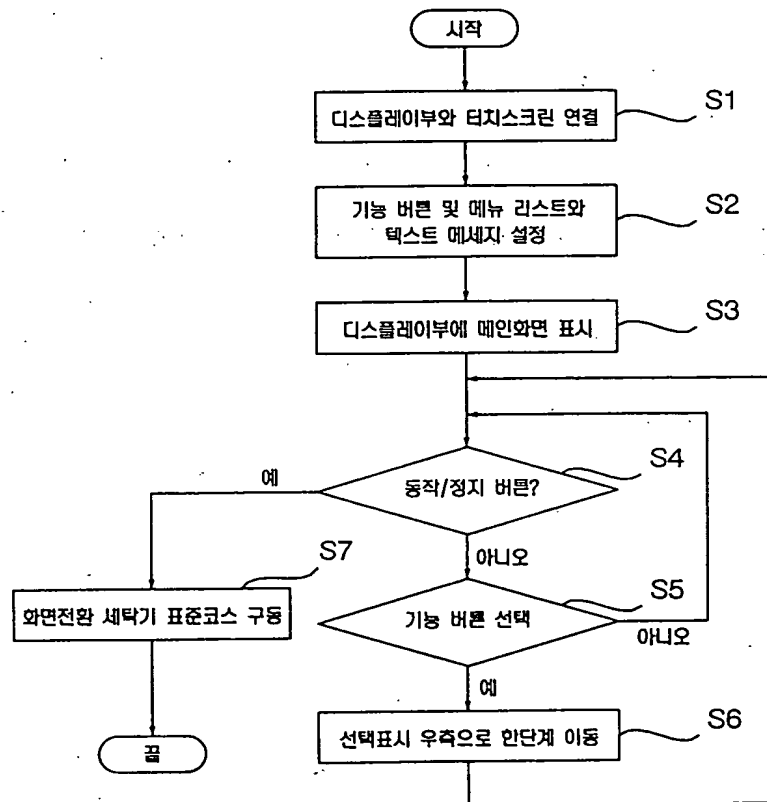 시작
디스플레이부와 터치스크린 연결
S1
기능 버튼 및 메뉴 리스트와
텍스트 메세지 설정
S2
디스플레이부에 메인화면 표시
S3
동작/정지 버튼?
S4
예
아니오
화면전환 세탁기 표준코스 구동
S7
기능 버튼 선택
S5
아니오
예
선택표시 우측으로 한단계 이동
S6
끝